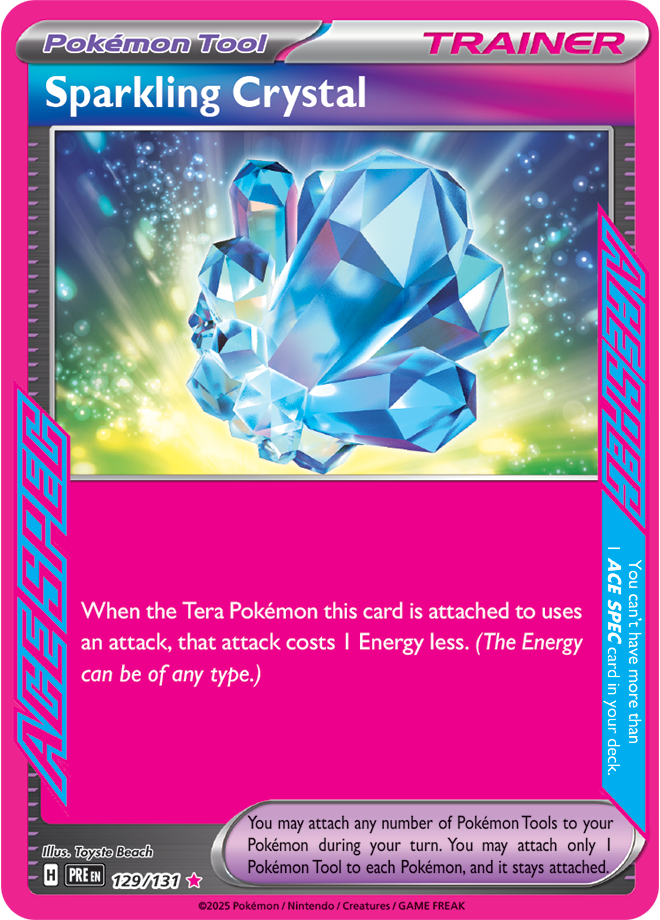 Pokémon Tool
TRAINER
Sparkling Crystal
ACE SPEC
ACE SPEC
When the Tera Pokémon this card is attached to uses
an attack, that attack costs 1 Energy less. (The Energy
can be of any type.)
You can't have more than
1 ACE SPEC card in your deck.
You may attach any number of Pokémon Tools to your
Pokémon during your turn. You may attach only 1
Pokémon Tool to each Pokémon, and it stays attached.
Illus. Toyste Beach
H PRE EN 129/131
©2025 Pokémon / Nintendo / Creatures / GAME FREAK